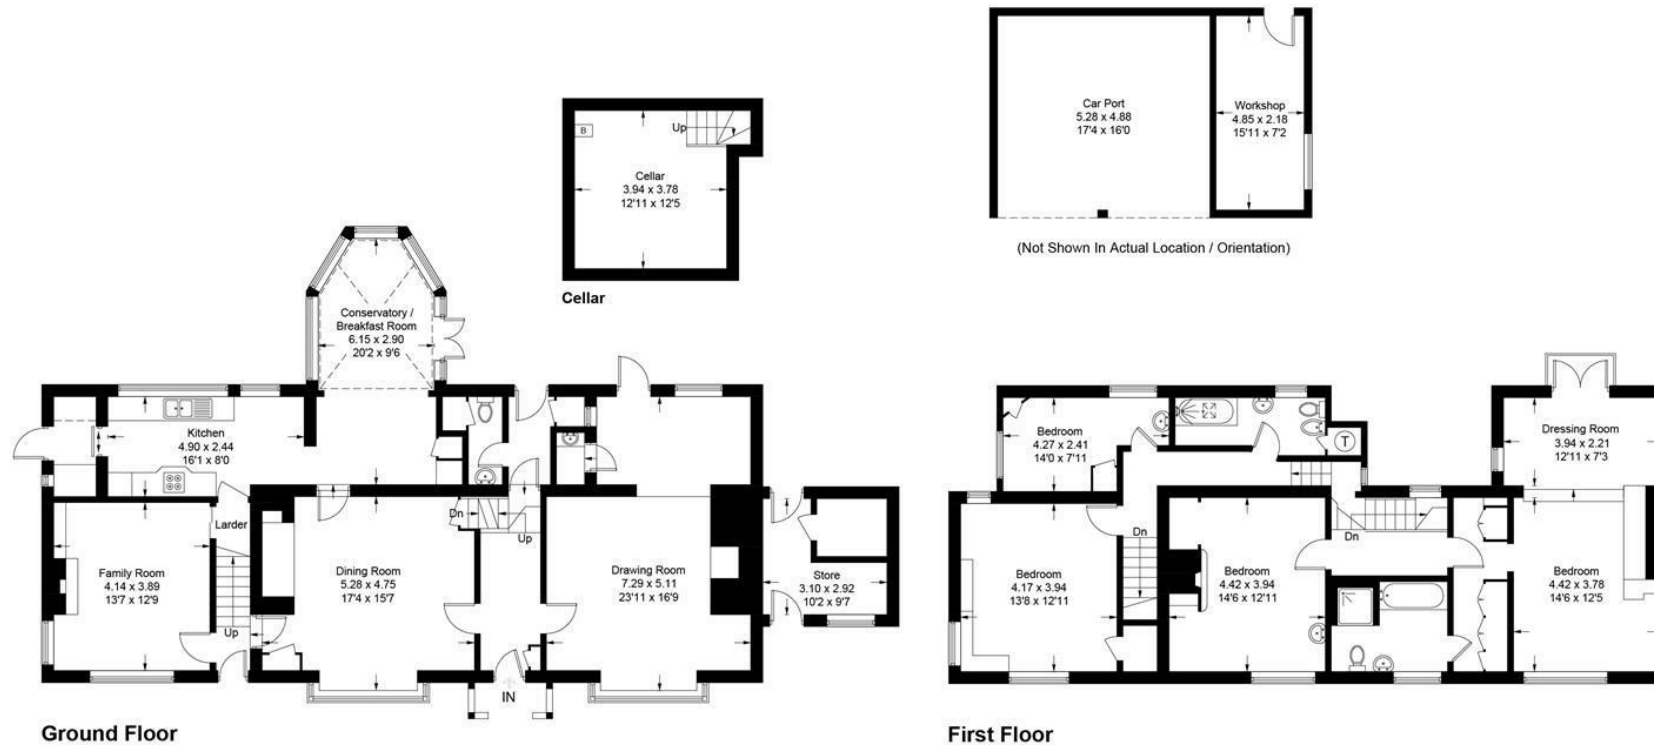 Car Port
5.28 x 4.88
17'4 x 16'0
Workshop
4.85 x 2.18
15'11 x 7'2
(Not Shown In Actual Location / Orientation)
B
Up
Cellar
3.94 x 3.78
12'11 x 12'5
Cellar
Conservatory /
Breakfast Room
6.15 x 2.90
20'2 x 9'6
Kitchen
4.90 x 2.44
16'1 x 8'0
Larder
Family Room
4.14 x 3.89
13'7 x 12'9
Up
Dining Room
5.28 x 4.75
17'4 x 15'7
Dn
Up
Drawing Room
7.29 x 5.11
23'11 x 16'9
Store
3.10 x 2.92
10'2 x 9'7
IN
Ground Floor
Bedroom
4.27 x 2.41
14'0 x 7'11
T
Dressing Room
3.94 x 2.21
12'11 x 7'3
Bedroom
4.17 x 3.94
13'8 x 12'11
Dn
Bedroom
4.42 x 3.94
14'6 x 12'11
Dn
Bedroom
4.42 x 3.78
14'6 x 12'5
First Floor